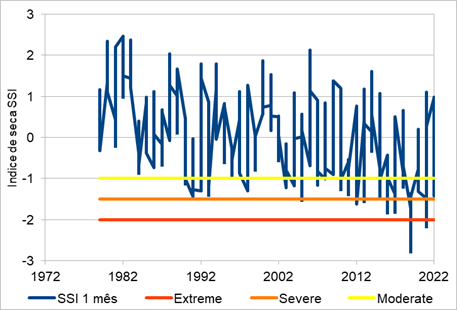 3
2
1
0
-1
-2
-3
Indice de seca SSI
1972 1982 1992 2002 2012 2022
SSI 1 mês Extreme Severe Moderate